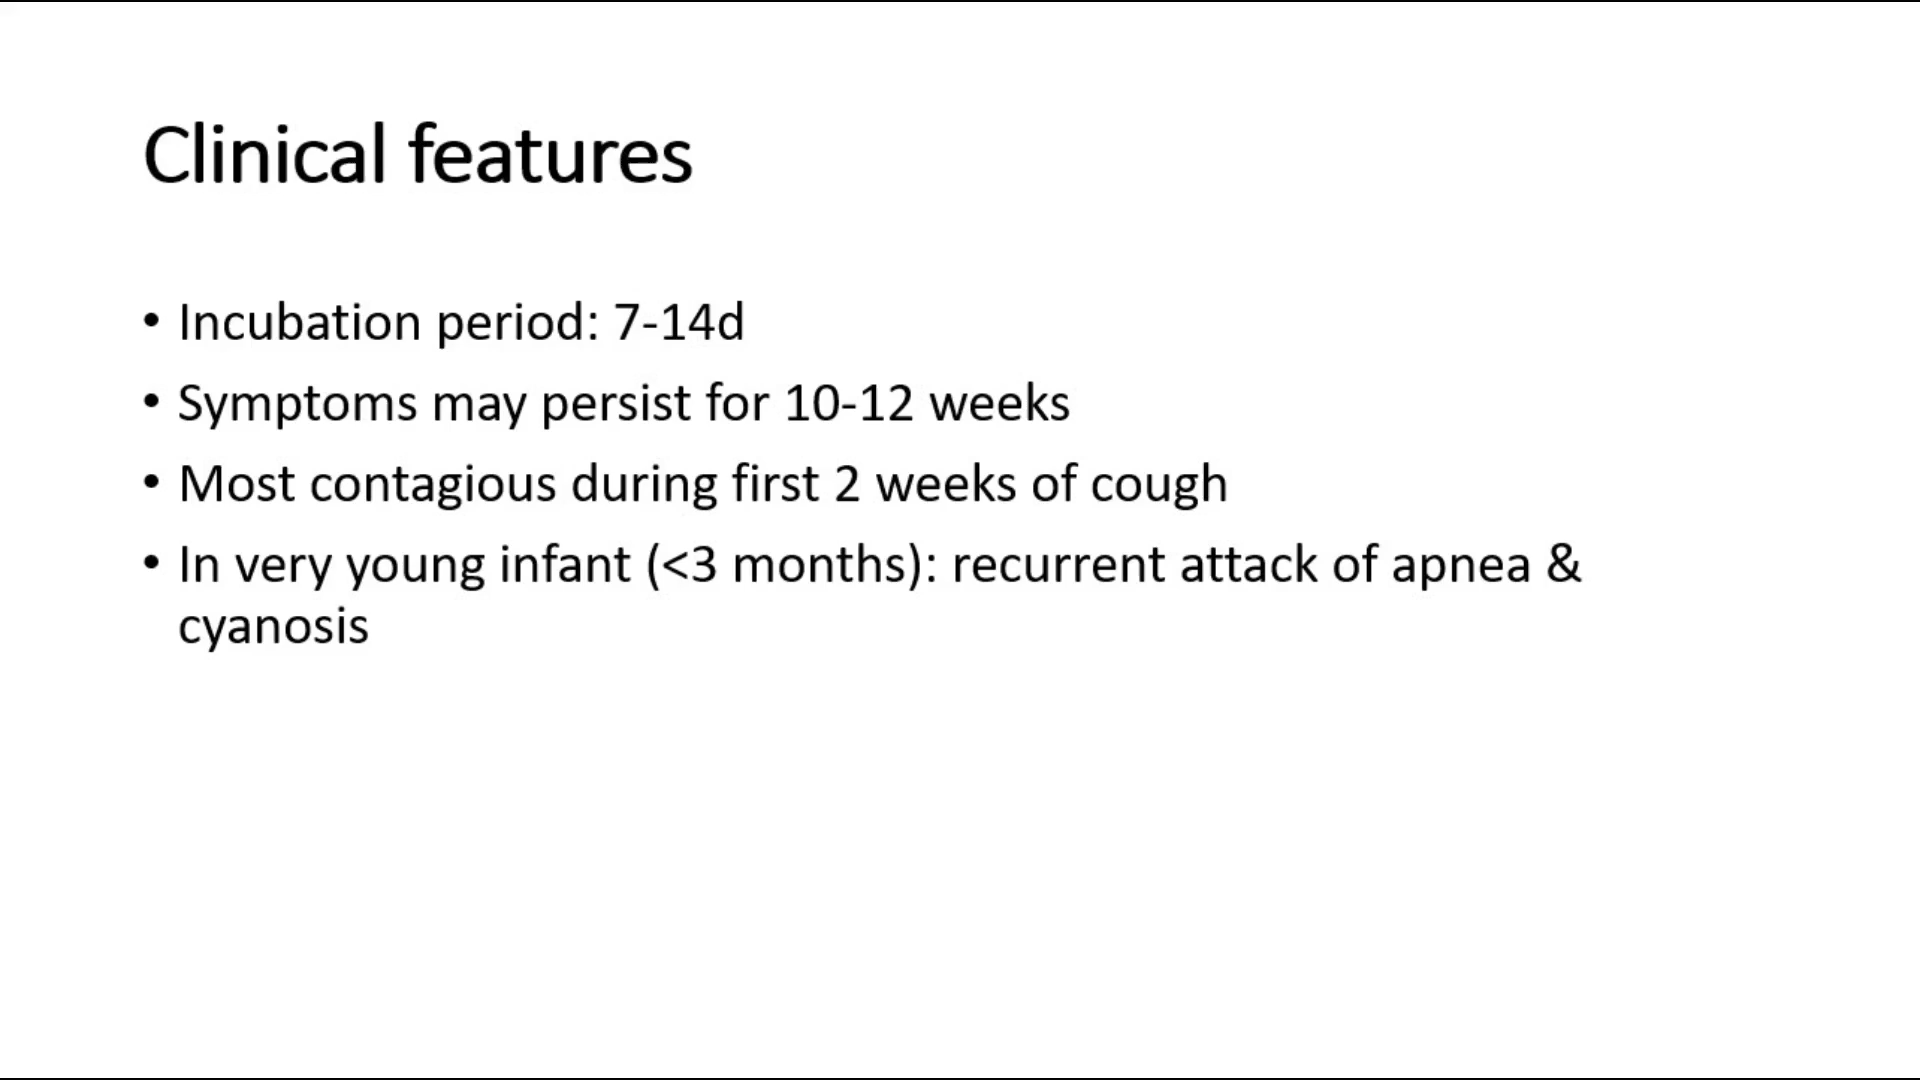 Clinical features
• Incubation period: 7-14d
• Symptoms may persist for 10-12 weeks
• Most contagious during first 2 weeks of cough
• In very young infant (<3 months): recurrent attack of apnea &
cyanosis